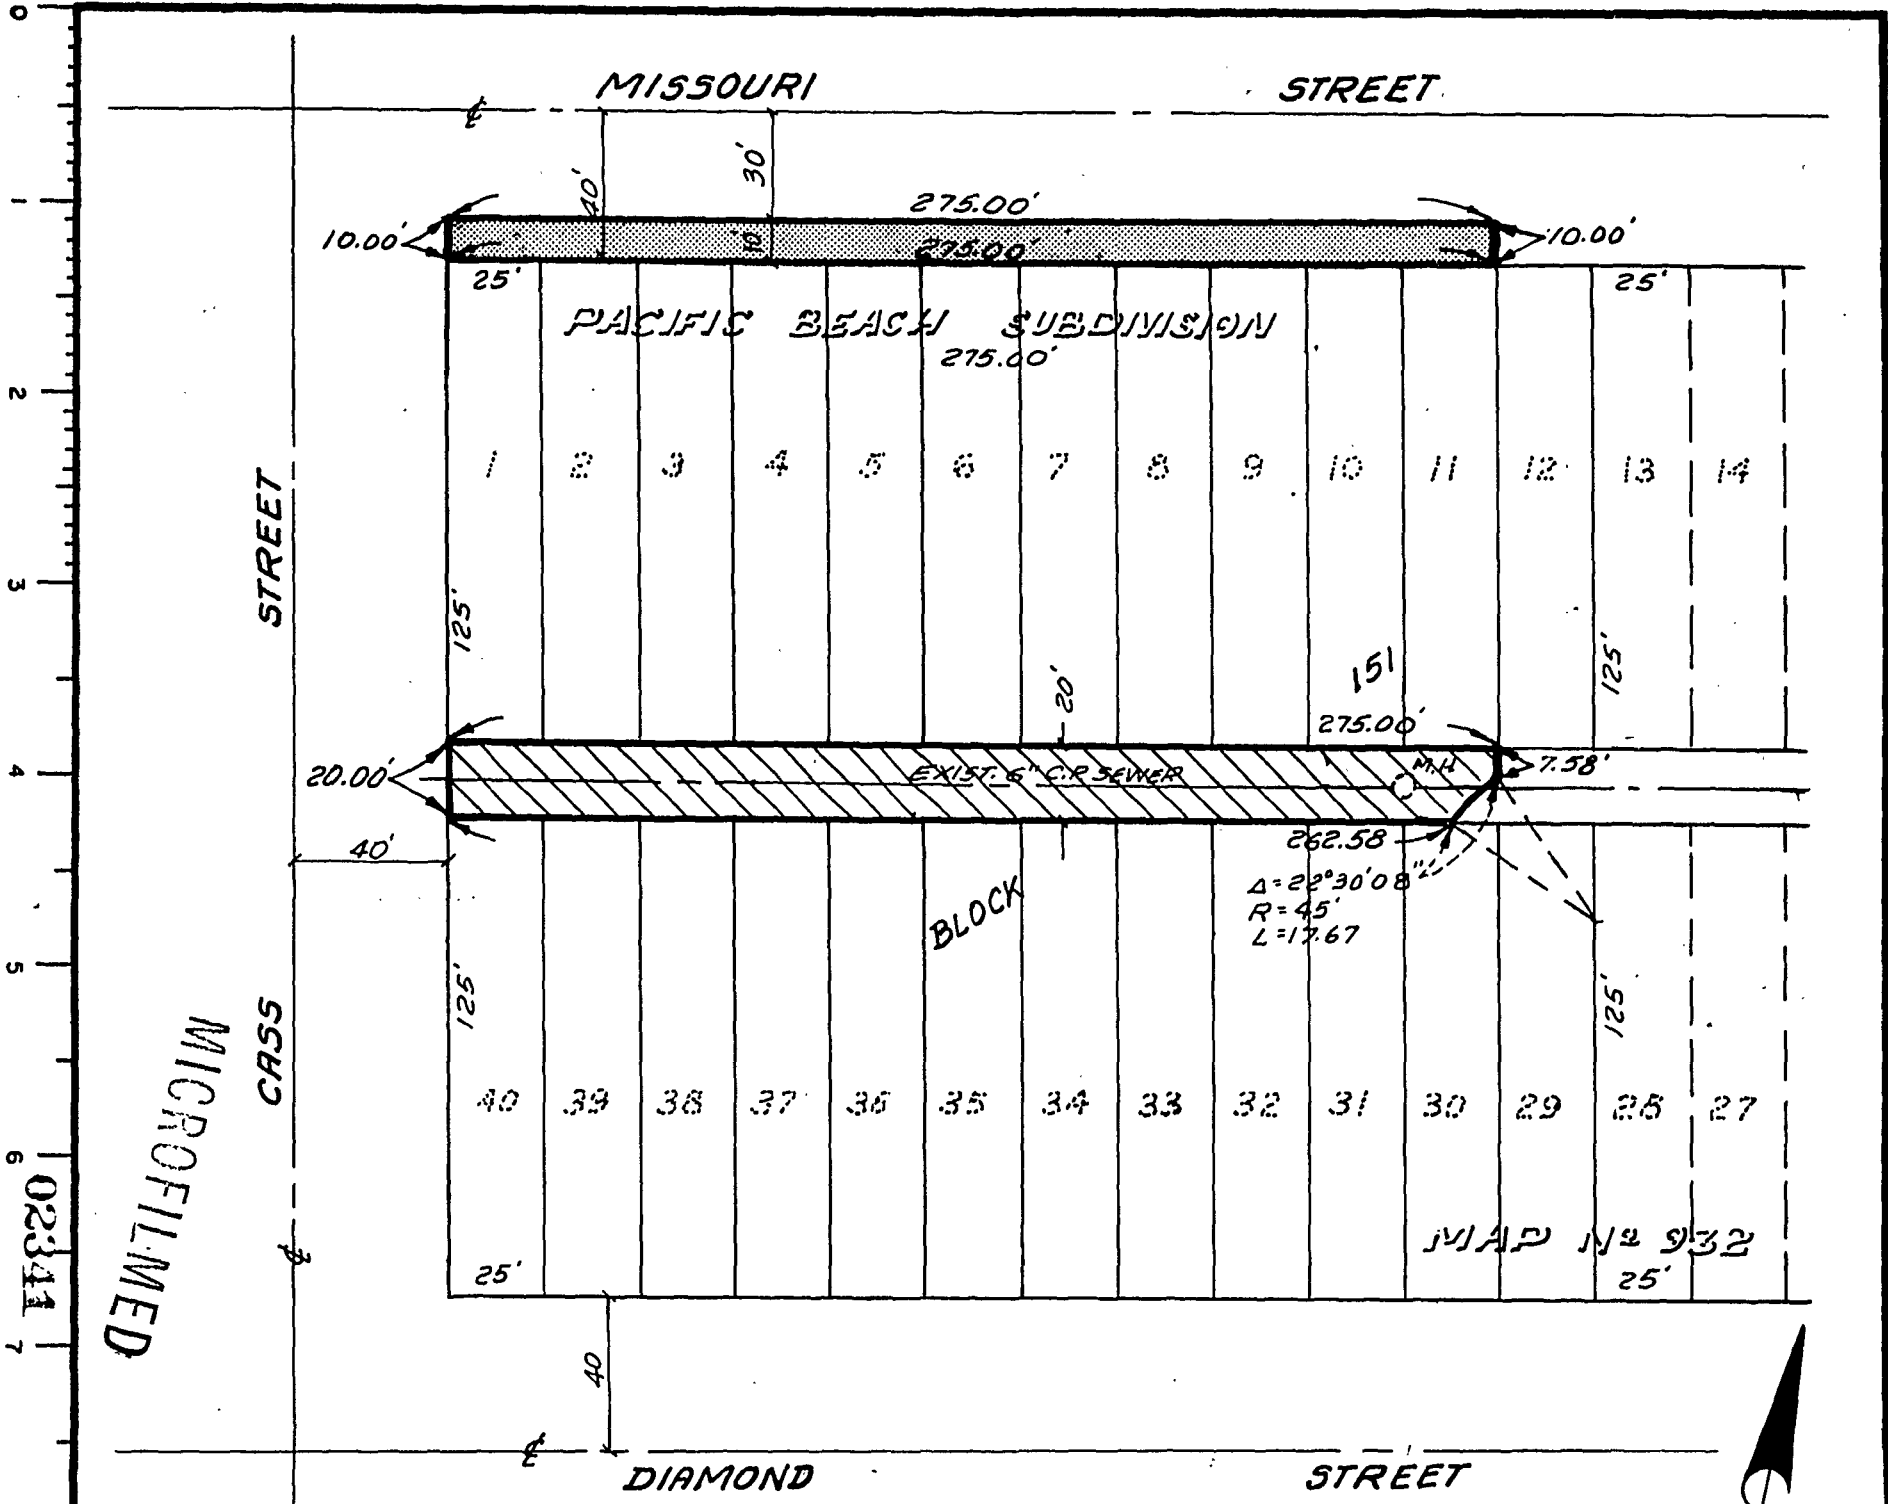 MISSOURI STREET
℄
40'
30'
275.00'
10.00'
10'
275.00'
10.00'
25'
25'
PACIFIC BEACH SUBDIVISION
275.00'
1 2 3 4 5 6 7 8 9 10 11 12 13 14
STREET
125'
20'
151
125'
275.00'
20.00'
EXIST. 6" C.P. SEWER
M.H.
7.58'
40'
262.58
Δ=22°30'08"
R=45'
L=17.67
BLOCK
125'
125'
CASS
40 39 38 37 36 35 34 33 32 31 30 29 28 27
MAP Nº 932
℄
25'
25'
40
℄
DIAMOND STREET
MICROFILMED
02341
0
1
2
3
4
5
6
7